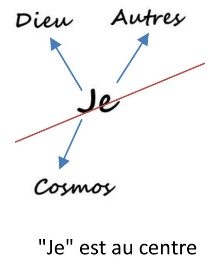 Dieu Autres
Je
Cosmos
"Je" est au centre